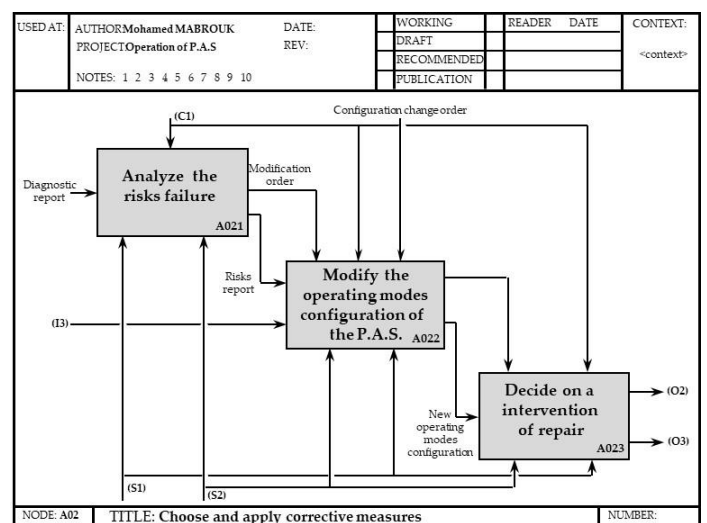 USED AT:
AUTHOR:Mohamed MABROUK
DATE:
PROJECT:Operation of P.A.S
REV:
NOTES: 1 2 3 4 5 6 7 8 9 10
WORKING
DRAFT
RECOMMENDED
PUBLICATION
READER DATE
CONTEXT:
<context>
(C1)
Configuration change order
Diagnostic
report
Analyze the
risks failure
A021
Modification
order
Risks
report
(I3)
Modify the
operating modes
configuration of
the P.A.S. A022
New
operating
modes
configuration
Decide on a
intervention
of repair
A023
(O2)
(O3)
(S1)
(S2)
NODE: A02
TITLE: Choose and apply corrective measures
NUMBER: